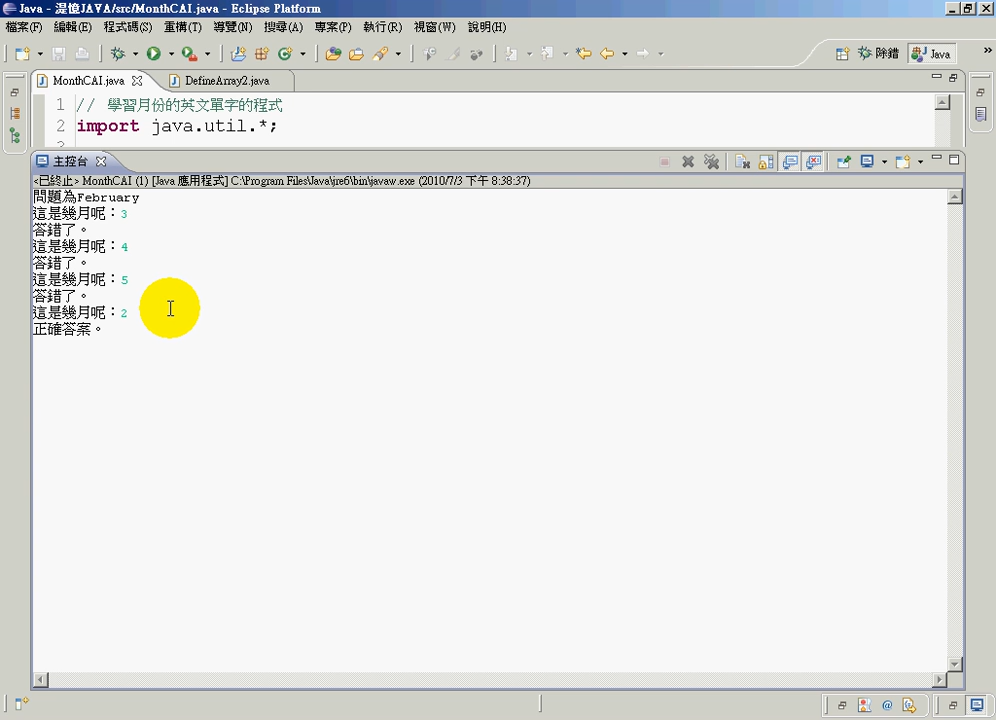 Java - 混憶JAVA/src/MonthCAI.java - Eclipse Platform
檔案(F) 編輯(E) 程式碼(S) 重構(T) 導覽(N) 搜尋(A) 專案(P) 執行(R) 視窗(W) 說明(H)
除錯 Java »
MonthCAI.java DefineArray2.java
1 // 學習月份的英文單字的程式
2 import java.util.*;
主控台
<已終止> MonthCAI (1) [Java 應用程式] C:\Program Files\Java\jre6\bin\javaw.exe (2010/7/3 下午 8:38:37)
問題為February
這是幾月呢：3
答錯了。
這是幾月呢：4
答錯了。
這是幾月呢：5
答錯了。
這是幾月呢：2
正確答案。